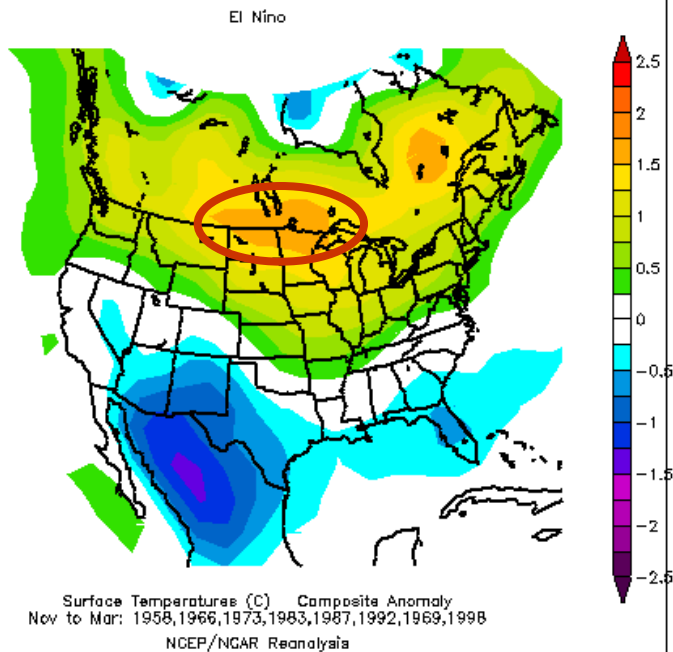 El Nino
2.5
2
1.5
1
0.5
0
-0.5
-1
-1.5
-2
-2.5
Surface Temperatures (C) Composite Anomaly
Nov to Mar: 1958,1966,1973,1983,1987,1992,1969,1998
NCEP/NCAR Reanalysis